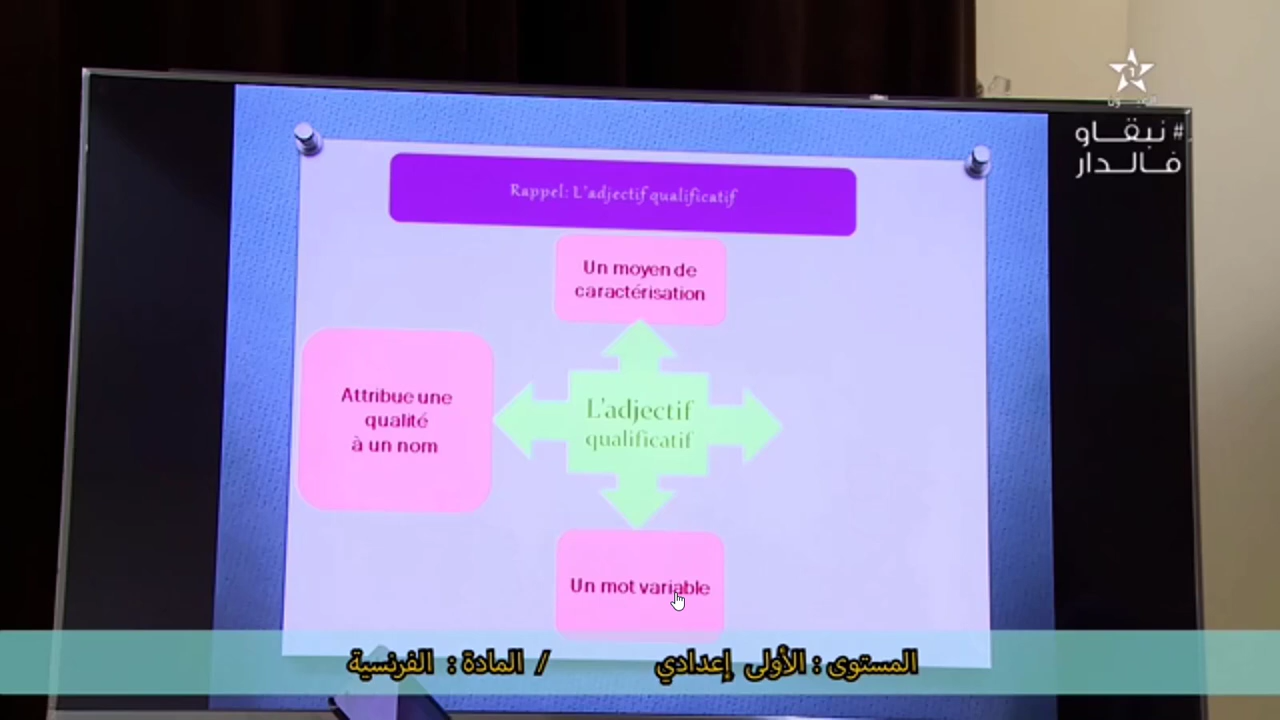 العيون
# نبقاو
فالدار
Rappel: L'adjectif qualificatif
Un moyen de
caractérisation
Attribue une
qualité
à un nom
L'adjectif
qualificatif
Un mot variable
المستوى : الأولى إعدادي / المادة : الفرنسية